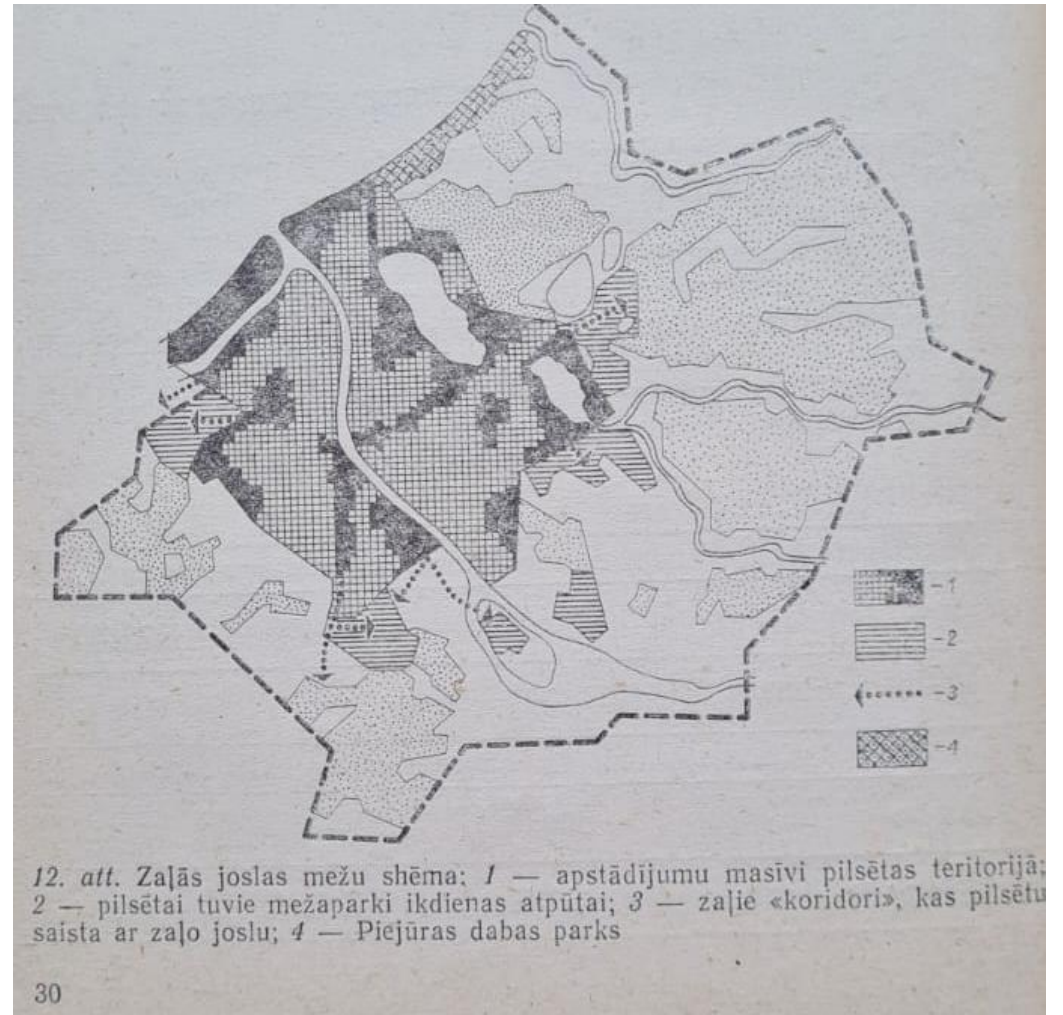 -1
-2
-3
-4
12. att. Zaļās joslas mežu shēma; 1 — apstādījumu masīvi pilsētas teritorijā;
2 — pilsētai tuvie mežaparki ikdienas atpūtai; 3 — zaļie «koridori», kas pilsētu
saista ar zaļo joslu; 4 — Piejūras dabas parks
30